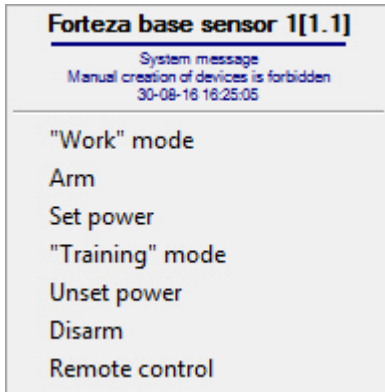 Forteza base sensor 1[1.1]
System message
Manual creation of devices is forbidden
30-08-16 16:25:05
"Work" mode
Arm
Set power
"Training" mode
Unset power
Disarm
Remote control